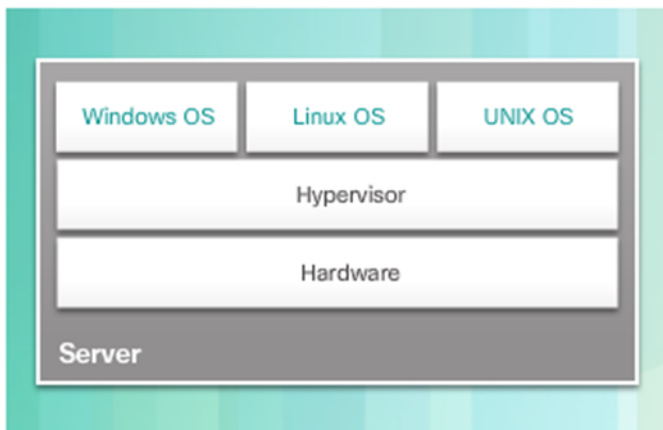 Windows OS Linux OS UNIX OS
Hypervisor
Hardware
Server